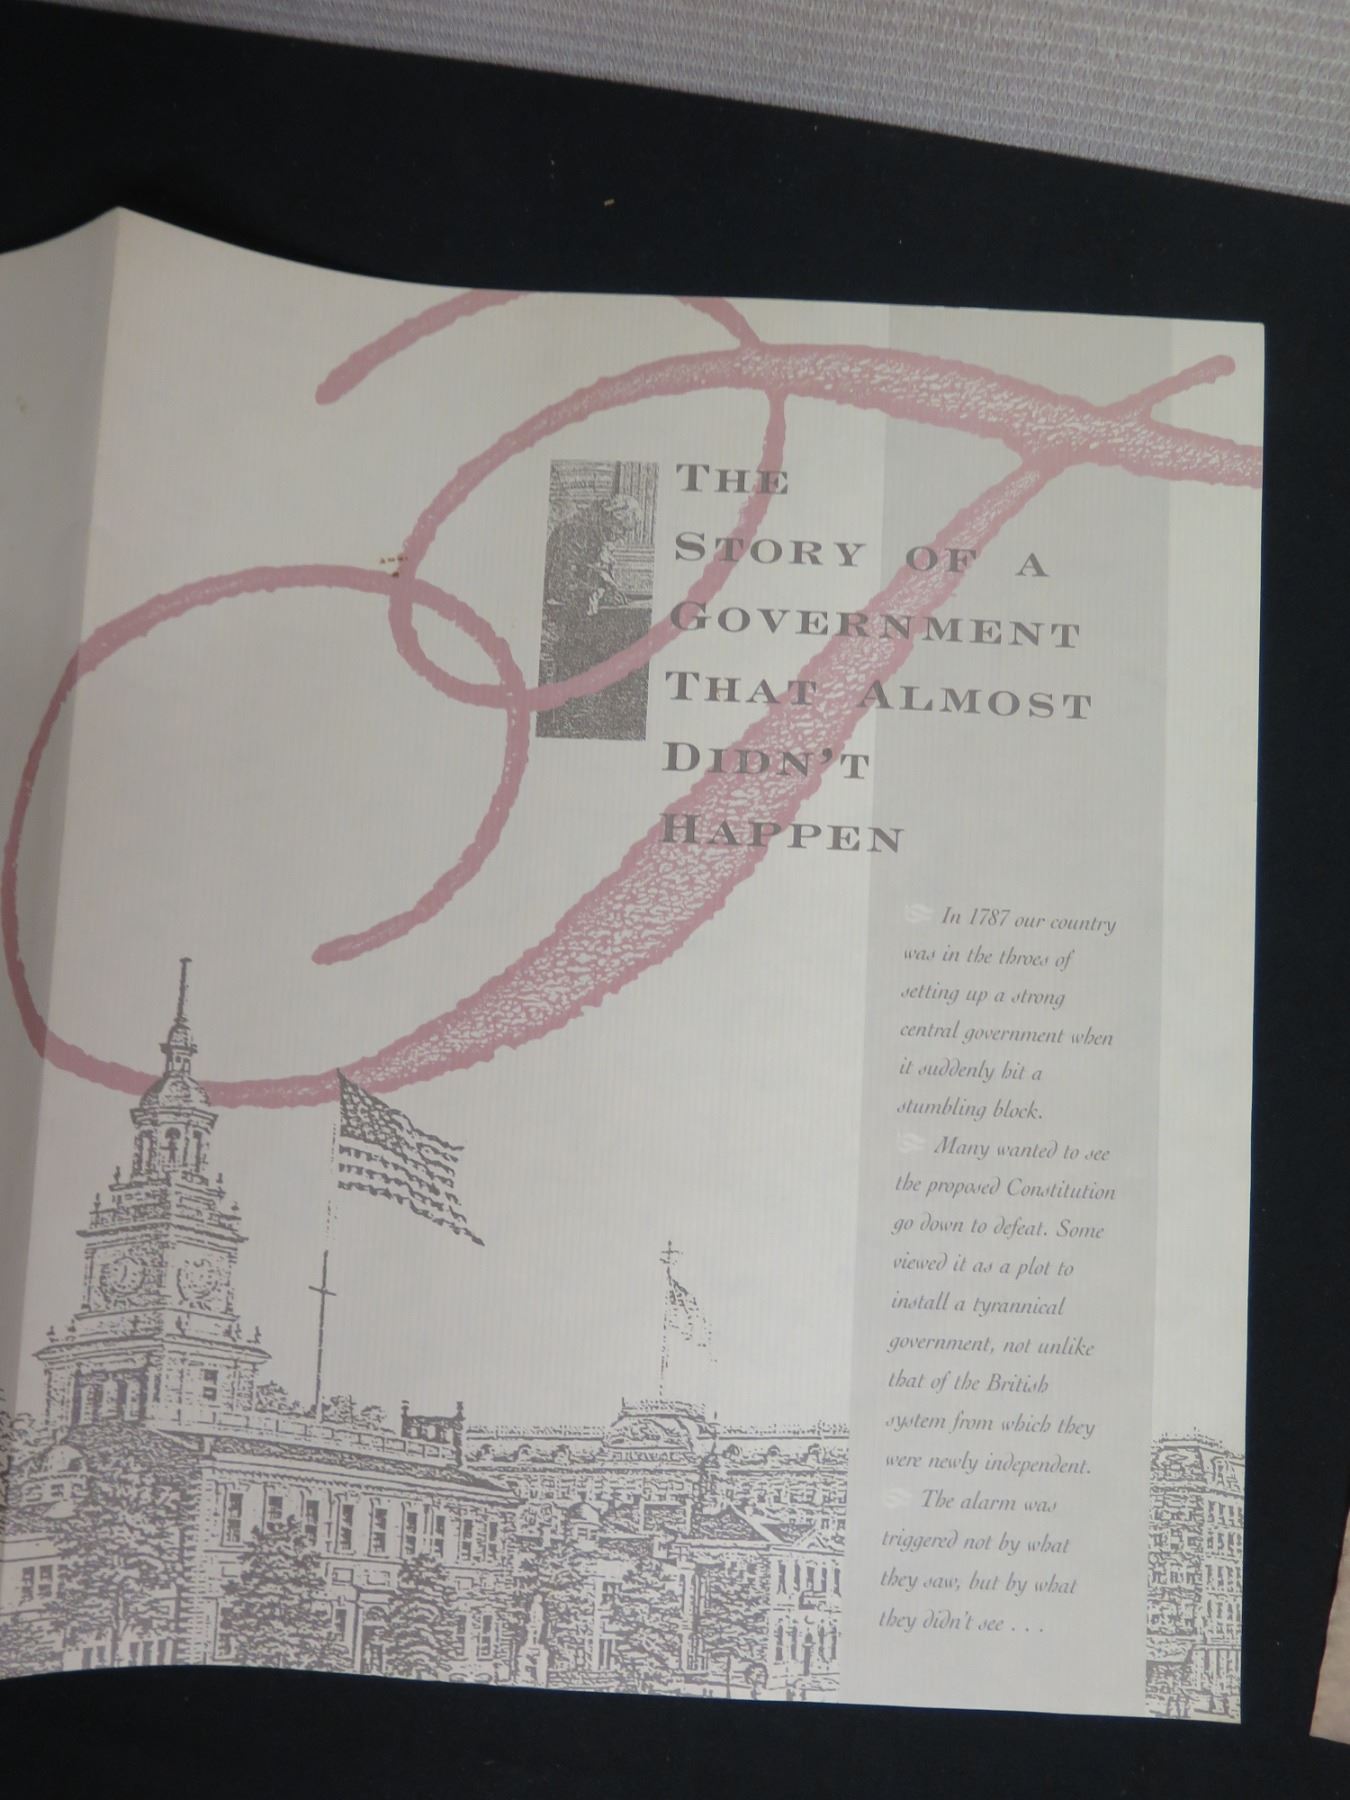 THE
STORY OF A
GOVERNMENT
THAT ALMOST
DIDN'T
HAPPEN
In 1787 our country
was in the throes of
setting up a strong
central government when
it suddenly hit a
stumbling block.
Many wanted to see
the proposed Constitution
go down to defeat. Some
viewed it as a plot to
install a tyrannical
government, not unlike
that of the British
system from which they
were newly independent.
The alarm was
triggered not by what
they saw, but by what
they didn't see . . .